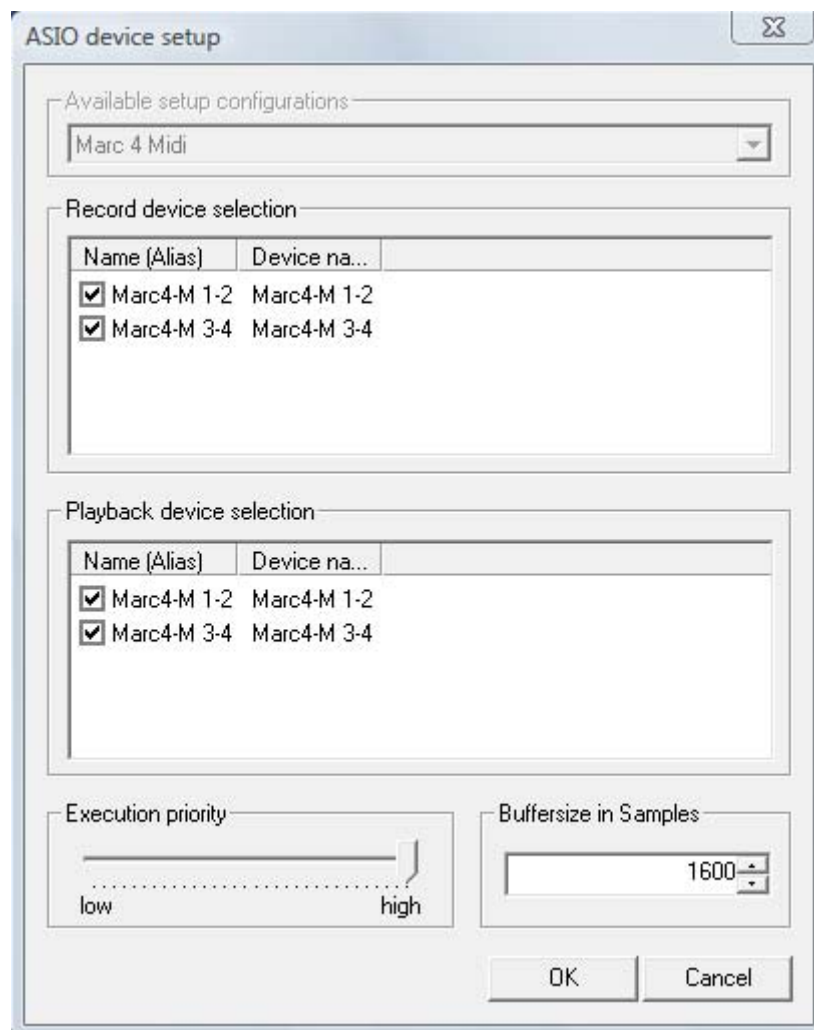 ASIO device setup
Available setup configurations
Marc 4 Midi
Record device selection
Name (Alias) Device na...
Marc4-M 1-2 Marc4-M 1-2
Marc4-M 3-4 Marc4-M 3-4
Playback device selection
Name (Alias) Device na...
Marc4-M 1-2 Marc4-M 1-2
Marc4-M 3-4 Marc4-M 3-4
Execution priority
low high
Buffersize in Samples
1600
OK Cancel